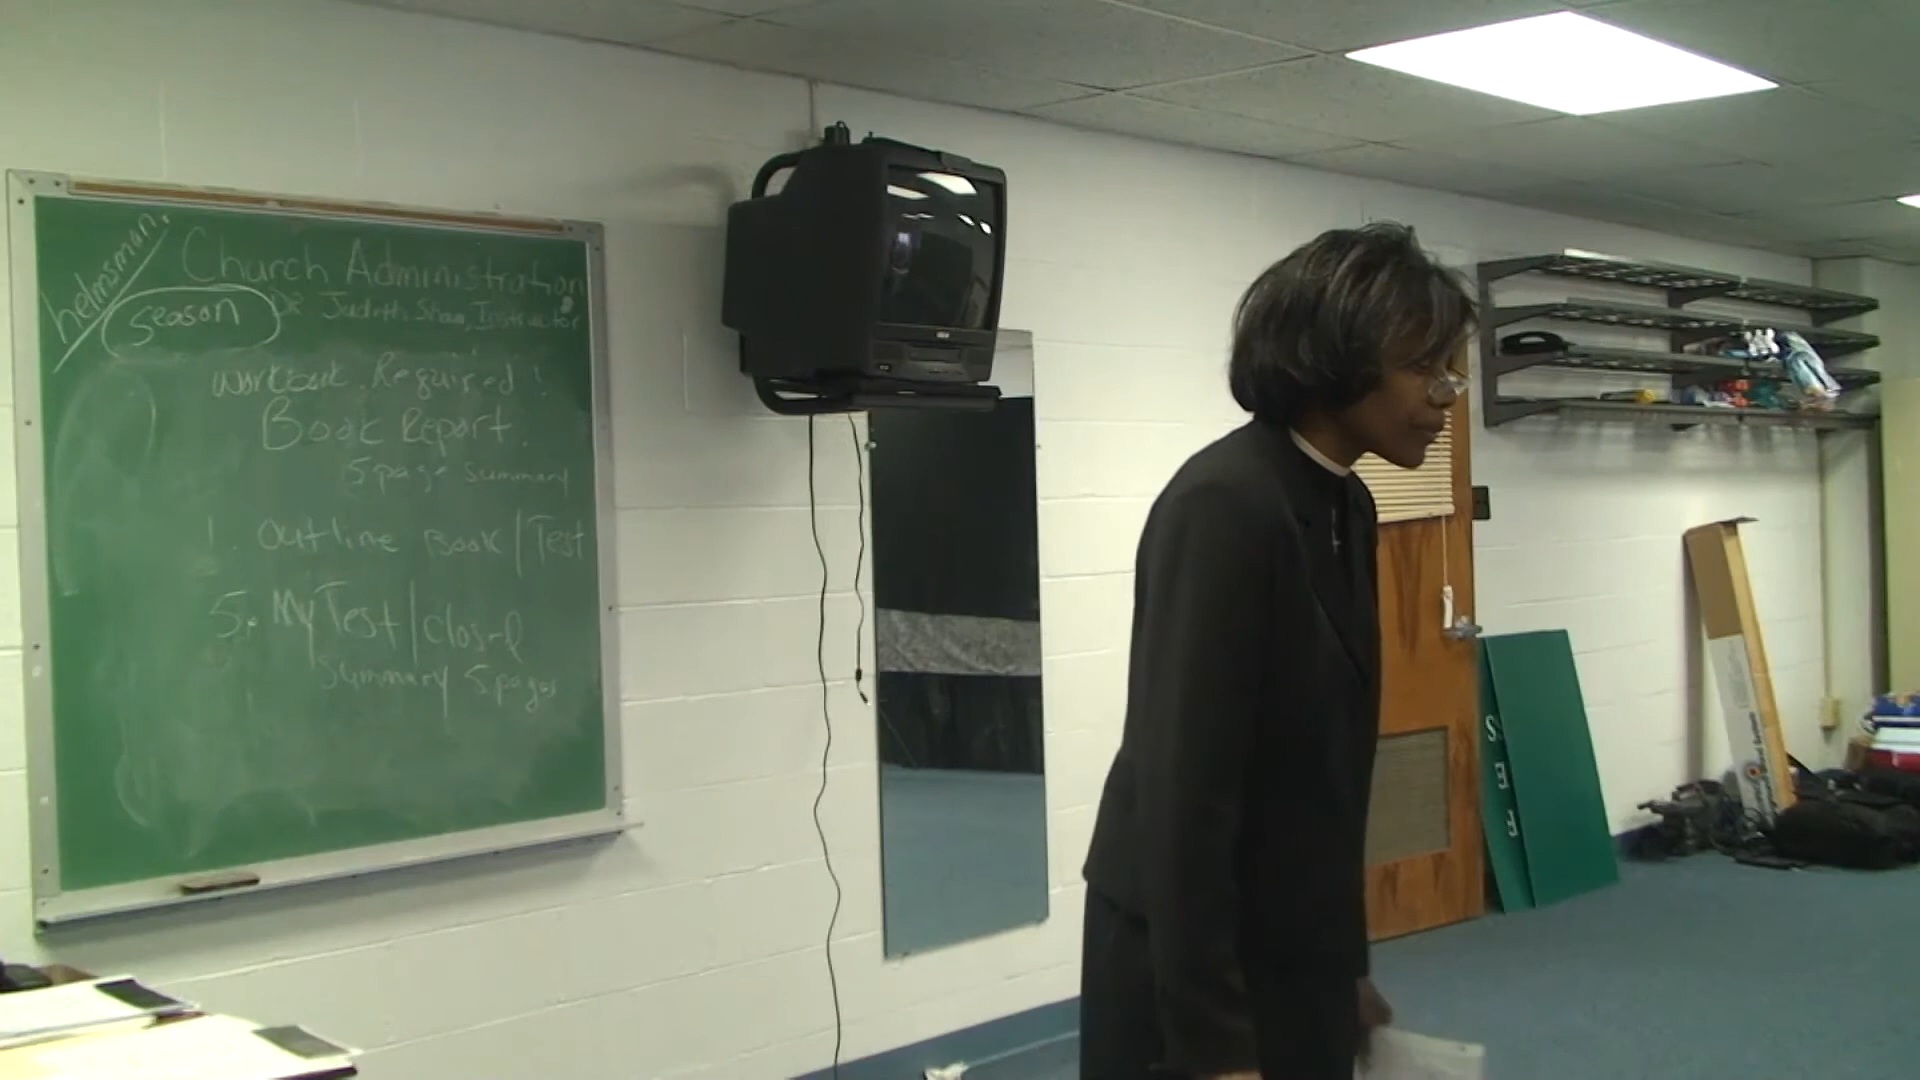 helmsman.
Church Administration
season
DR Judith Shaw, Instructor
Workbook Required!
Book Report.
5 page summary
1. Outline Book / Test
5. My Test / Closed
Summary 5 pages
S